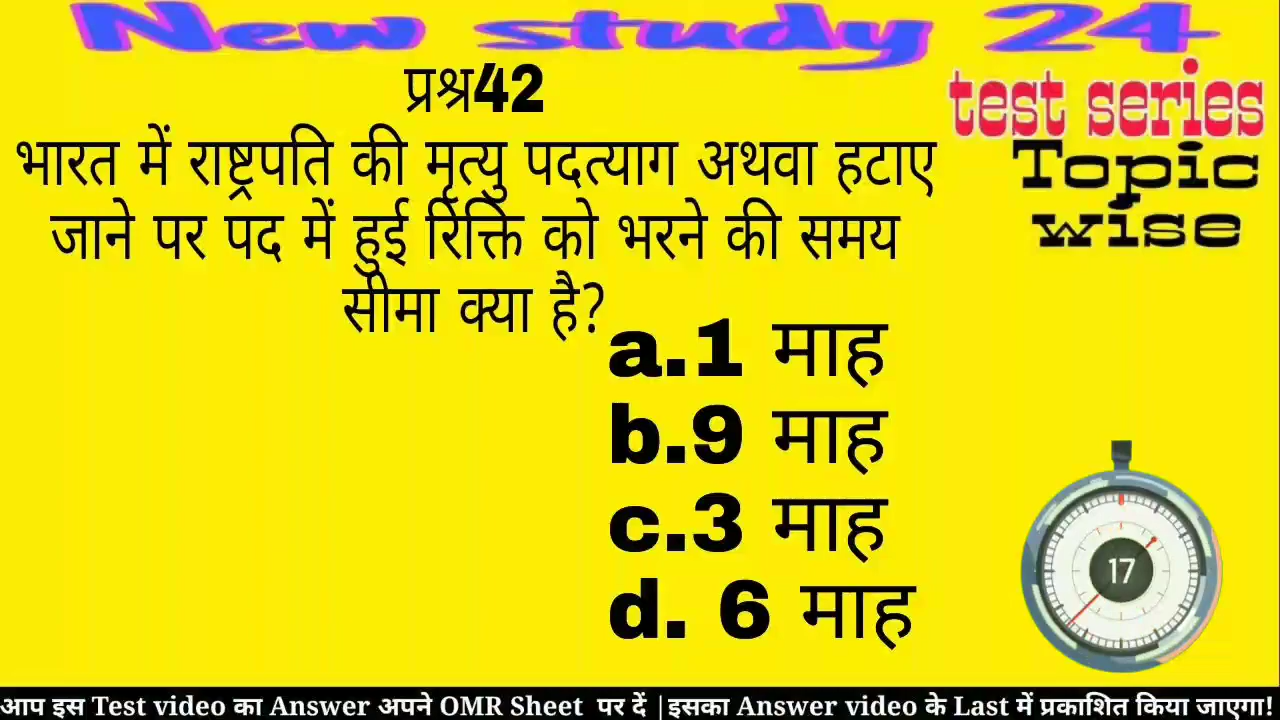 New study 24
test series
Topic
wise
प्रश्न42
भारत में राष्ट्रपति की मृत्यु पदत्याग अथवा हटाए
जाने पर पद में हुई रिक्ति को भरने की समय
सीमा क्या है?
a.1 माह
b.9 माह
c.3 माह
d. 6 माह
17
आप इस Test video का Answer अपने OMR Sheet पर दें |इसका Answer video के Last में प्रकाशित किया जाएगा!